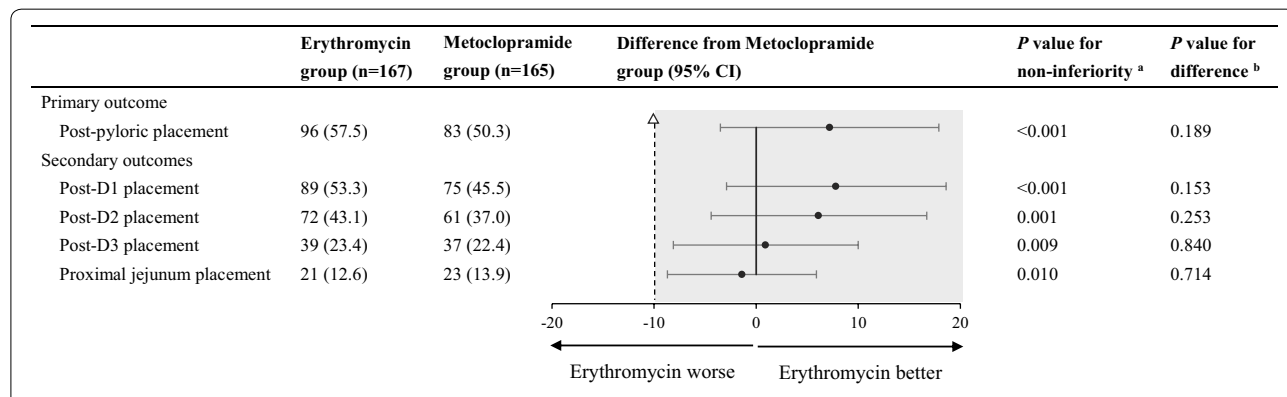 Erythromycin group (n=167) Metoclopramide group (n=165) Difference from Metoclopramide group (95% CI) P value for non-inferiority a P value for difference b
Primary outcome
Post-pyloric placement 96 (57.5) 83 (50.3) <0.001 0.189
Secondary outcomes
Post-D1 placement 89 (53.3) 75 (45.5) <0.001 0.153
Post-D2 placement 72 (43.1) 61 (37.0) 0.001 0.253
Post-D3 placement 39 (23.4) 37 (22.4) 0.009 0.840
Proximal jejunum placement 21 (12.6) 23 (13.9) 0.010 0.714
-20 -10 0 10 20
Erythromycin worse Erythromycin better